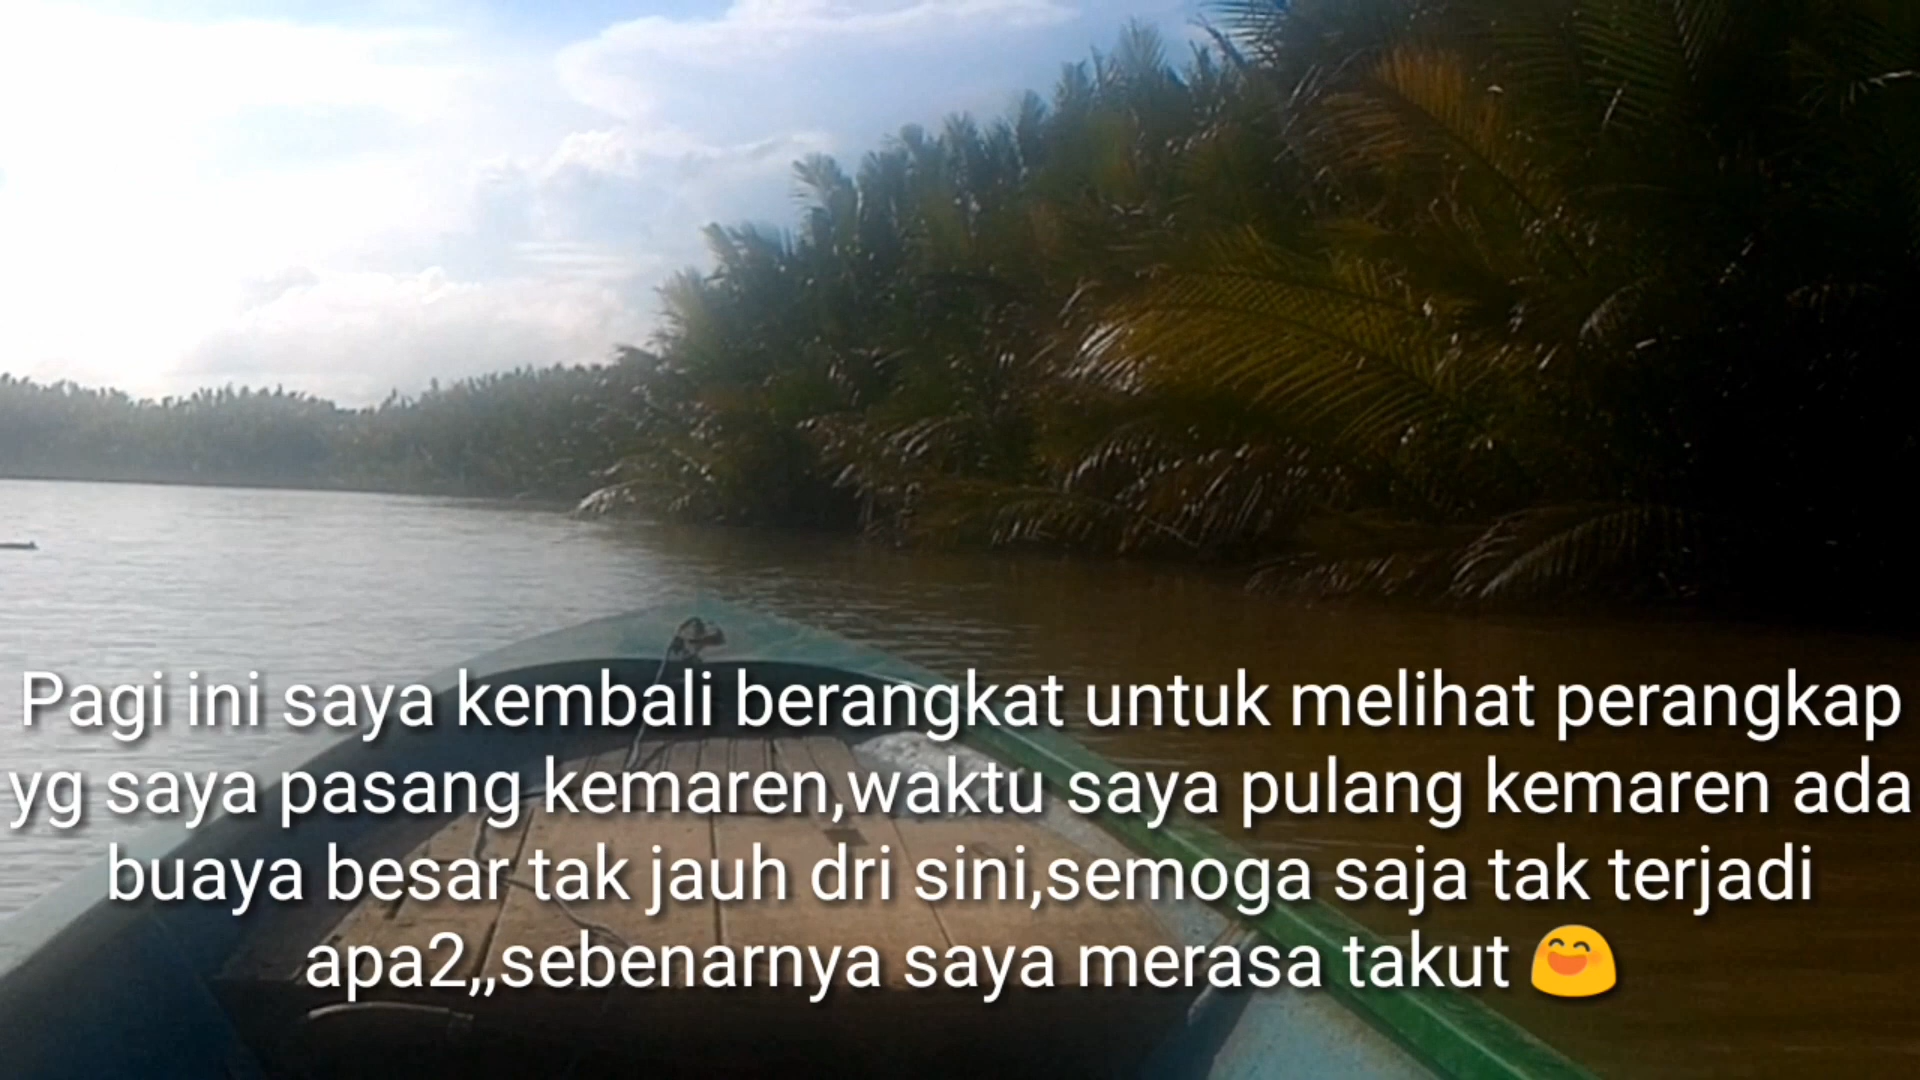 Pagi ini saya kembali berangkat untuk melihat perangkap
yg saya pasang kemaren,waktu saya pulang kemaren ada
buaya besar tak jauh dri sini,semoga saja tak terjadi
apa2,,sebenarnya saya merasa takut 😄